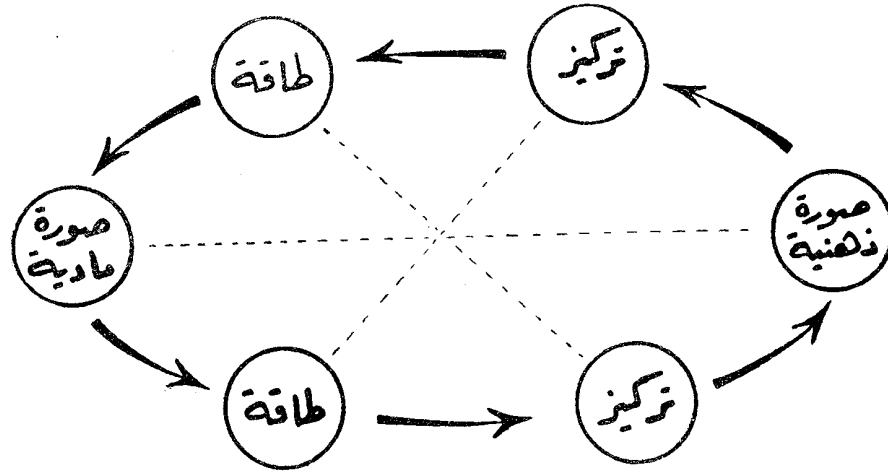 تركيز
طاقة
صورة
ذهنية
صورة
مادية
طاقة
تركيز